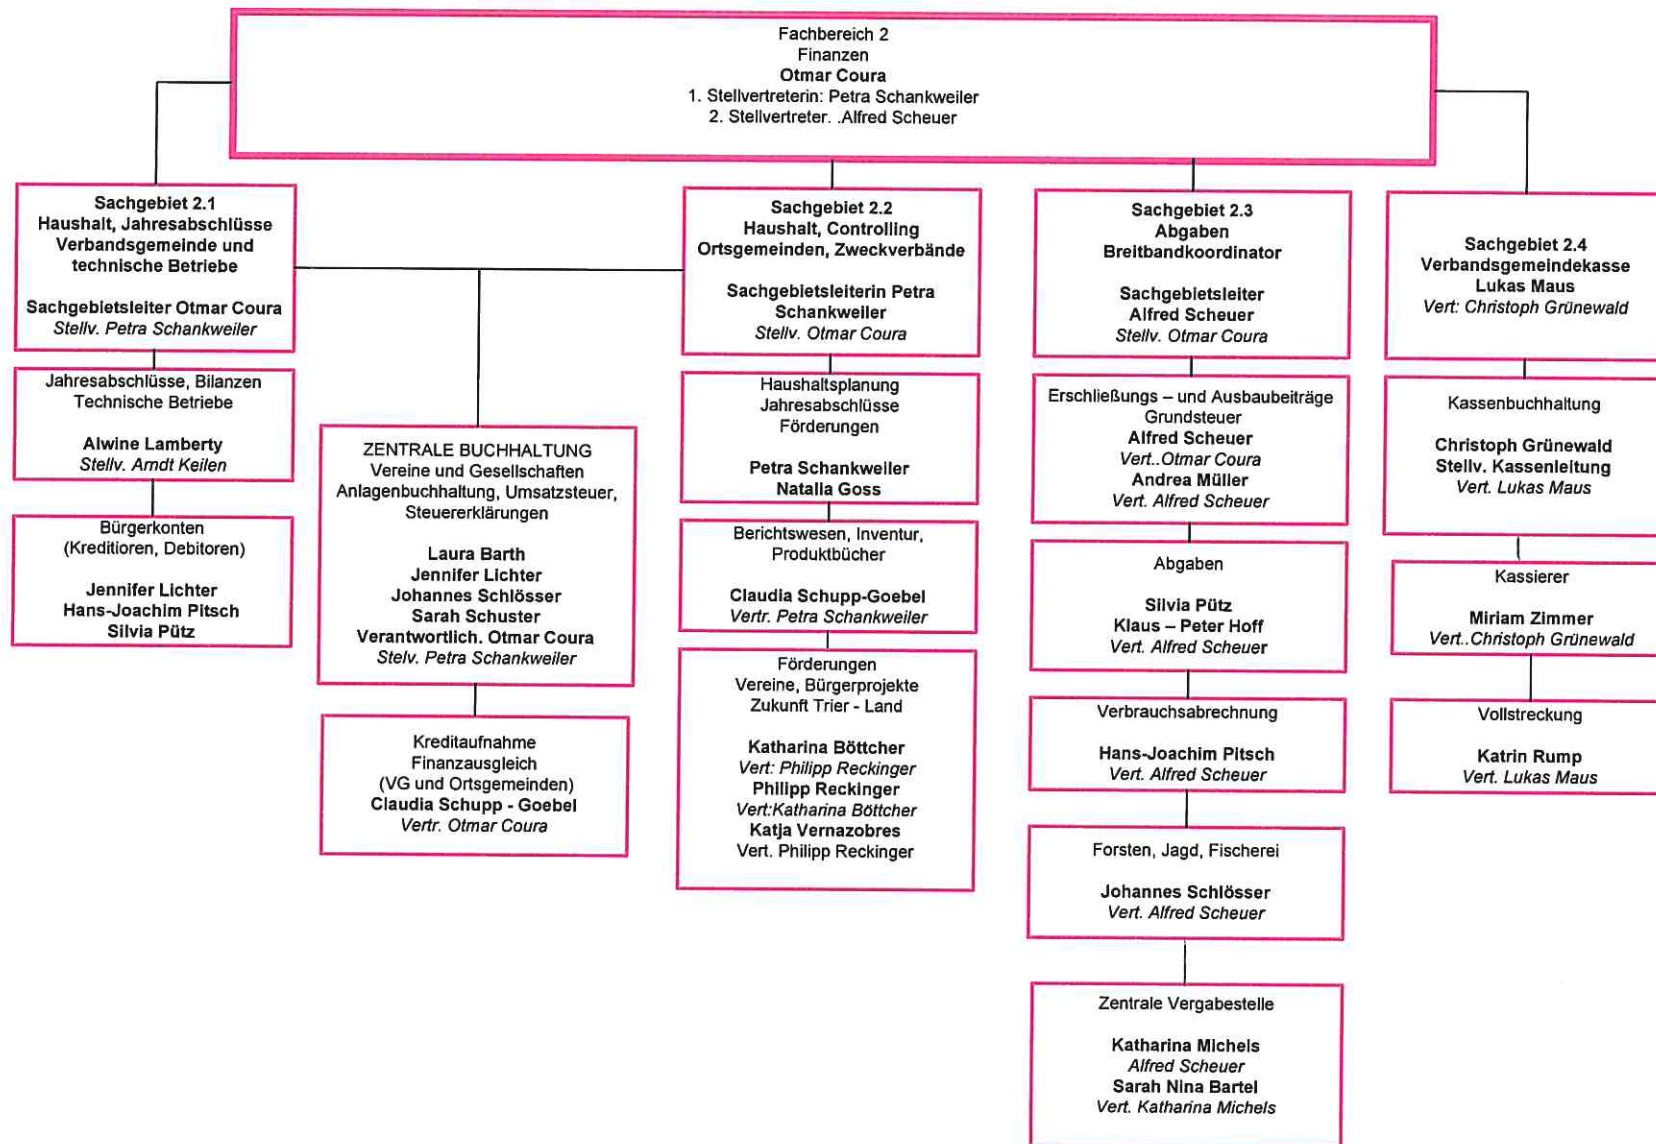 Fachbereich 2
Finanzen
Otmar Coura
1. Stellvertreterin: Petra Schankweiler
2. Stellvertreter. .Alfred Scheuer
Sachgebiet 2.1
Haushalt, Jahresabschlüsse
Verbandsgemeinde und
technische Betriebe
Sachgebietsleiter Otmar Coura
Stellv. Petra Schankweiler
Jahresabschlüsse, Bilanzen
Technische Betriebe
Alwine Lamberty
Stellv. Arndt Keilen
Bürgerkonten
(Kreditioren, Debitoren)
Jennifer Lichter
Hans-Joachim Pitsch
Silvia Pütz
ZENTRALE BUCHHALTUNG
Vereine und Gesellschaften
Anlagenbuchhaltung, Umsatzsteuer,
Steuererklärungen
Laura Barth
Jennifer Lichter
Johannes Schlösser
Sarah Schuster
Verantwortlich. Otmar Coura
Stelv. Petra Schankweiler
Kreditaufnahme
Finanzausgleich
(VG und Ortsgemeinden)
Claudia Schupp - Goebel
Vertr. Otmar Coura
Sachgebiet 2.2
Haushalt, Controlling
Ortsgemeinden, Zweckverbände
Sachgebietsleiterin Petra
Schankweiler
Stellv. Otmar Coura
Haushaltsplanung
Jahresabschlüsse
Förderungen
Petra Schankweiler
Natalia Goss
Berichtswesen, Inventur,
Produktbücher
Claudia Schupp-Goebel
Vertr. Petra Schankweiler
Förderungen
Vereine, Bürgerprojekte
Zukunft Trier - Land
Katharina Böttcher
Vert: Philipp Reckinger
Philipp Reckinger
Vert:Katharina Böttcher
Katja Vernazobres
Vert. Philipp Reckinger
Sachgebiet 2.3
Abgaben
Breitbandkoordinator
Sachgebietsleiter
Alfred Scheuer
Stellv. Otmar Coura
Erschließungs – und Ausbaubeiträge
Grundsteuer
Alfred Scheuer
Vert..Otmar Coura
Andrea Müller
Vert. Alfred Scheuer
Abgaben
Silvia Pütz
Klaus – Peter Hoff
Vert. Alfred Scheuer
Verbrauchsabrechnung
Hans-Joachim Pitsch
Vert. Alfred Scheuer
Forsten, Jagd, Fischerei
Johannes Schlösser
Vert. Alfred Scheuer
Zentrale Vergabestelle
Katharina Michels
Alfred Scheuer
Sarah Nina Bartel
Vert. Katharina Michels
Sachgebiet 2.4
Verbandsgemeindekasse
Lukas Maus
Vert: Christoph Grünewald
Kassenbuchhaltung
Christoph Grünewald
Stellv. Kassenleitung
Vert. Lukas Maus
Kassierer
Miriam Zimmer
Vert..Christoph Grünewald
Vollstreckung
Katrin Rump
Vert. Lukas Maus